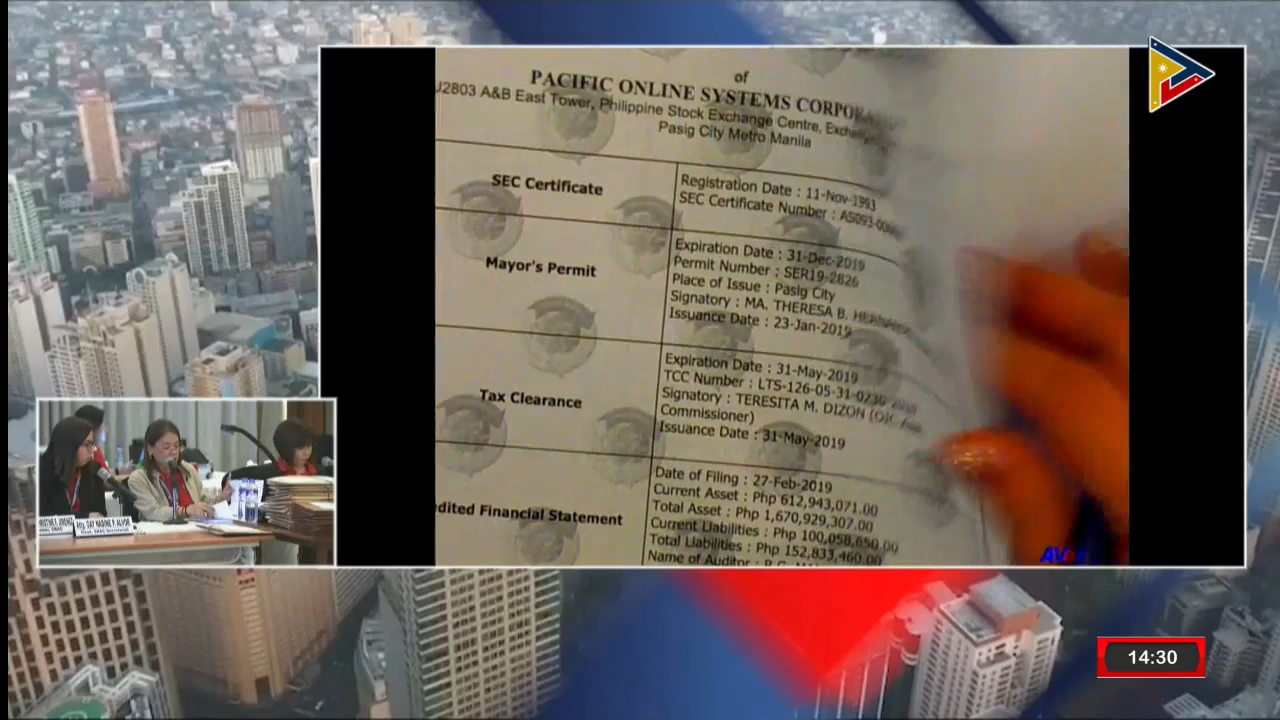 of
PACIFIC ONLINE SYSTEMS
A&B East Tower, Philippine Stock Exchange Centre,
Pasig City Metro Manila
SEC Certificate
Registration Date : 11-Nov-1993
SEC Certificate Number :
Mayor's Permit
Expiration Date : 31-Dec-2019
Permit Number : SER19-2826
Place of Issue : Pasig City
Signatory : MA. THERESA B.
Issuance Date : 23-Jan-2019
Tax Clearance
Expiration Date : 31-May-2019
TCC Number :
Signatory : TERESITA M. DIZON (OIC
Commissioner)
Issuance Date : 31-May-2019
Financial Statement
Date of Filing : 27-Feb-2019
Current Asset : Php 612,943,071.00
Total Asset : Php 1,670,929,307.00
Current Liabilities : Php 100,058,650.00
Total Liabilities : Php 152,833,460.00
Name of Auditor :
14:30